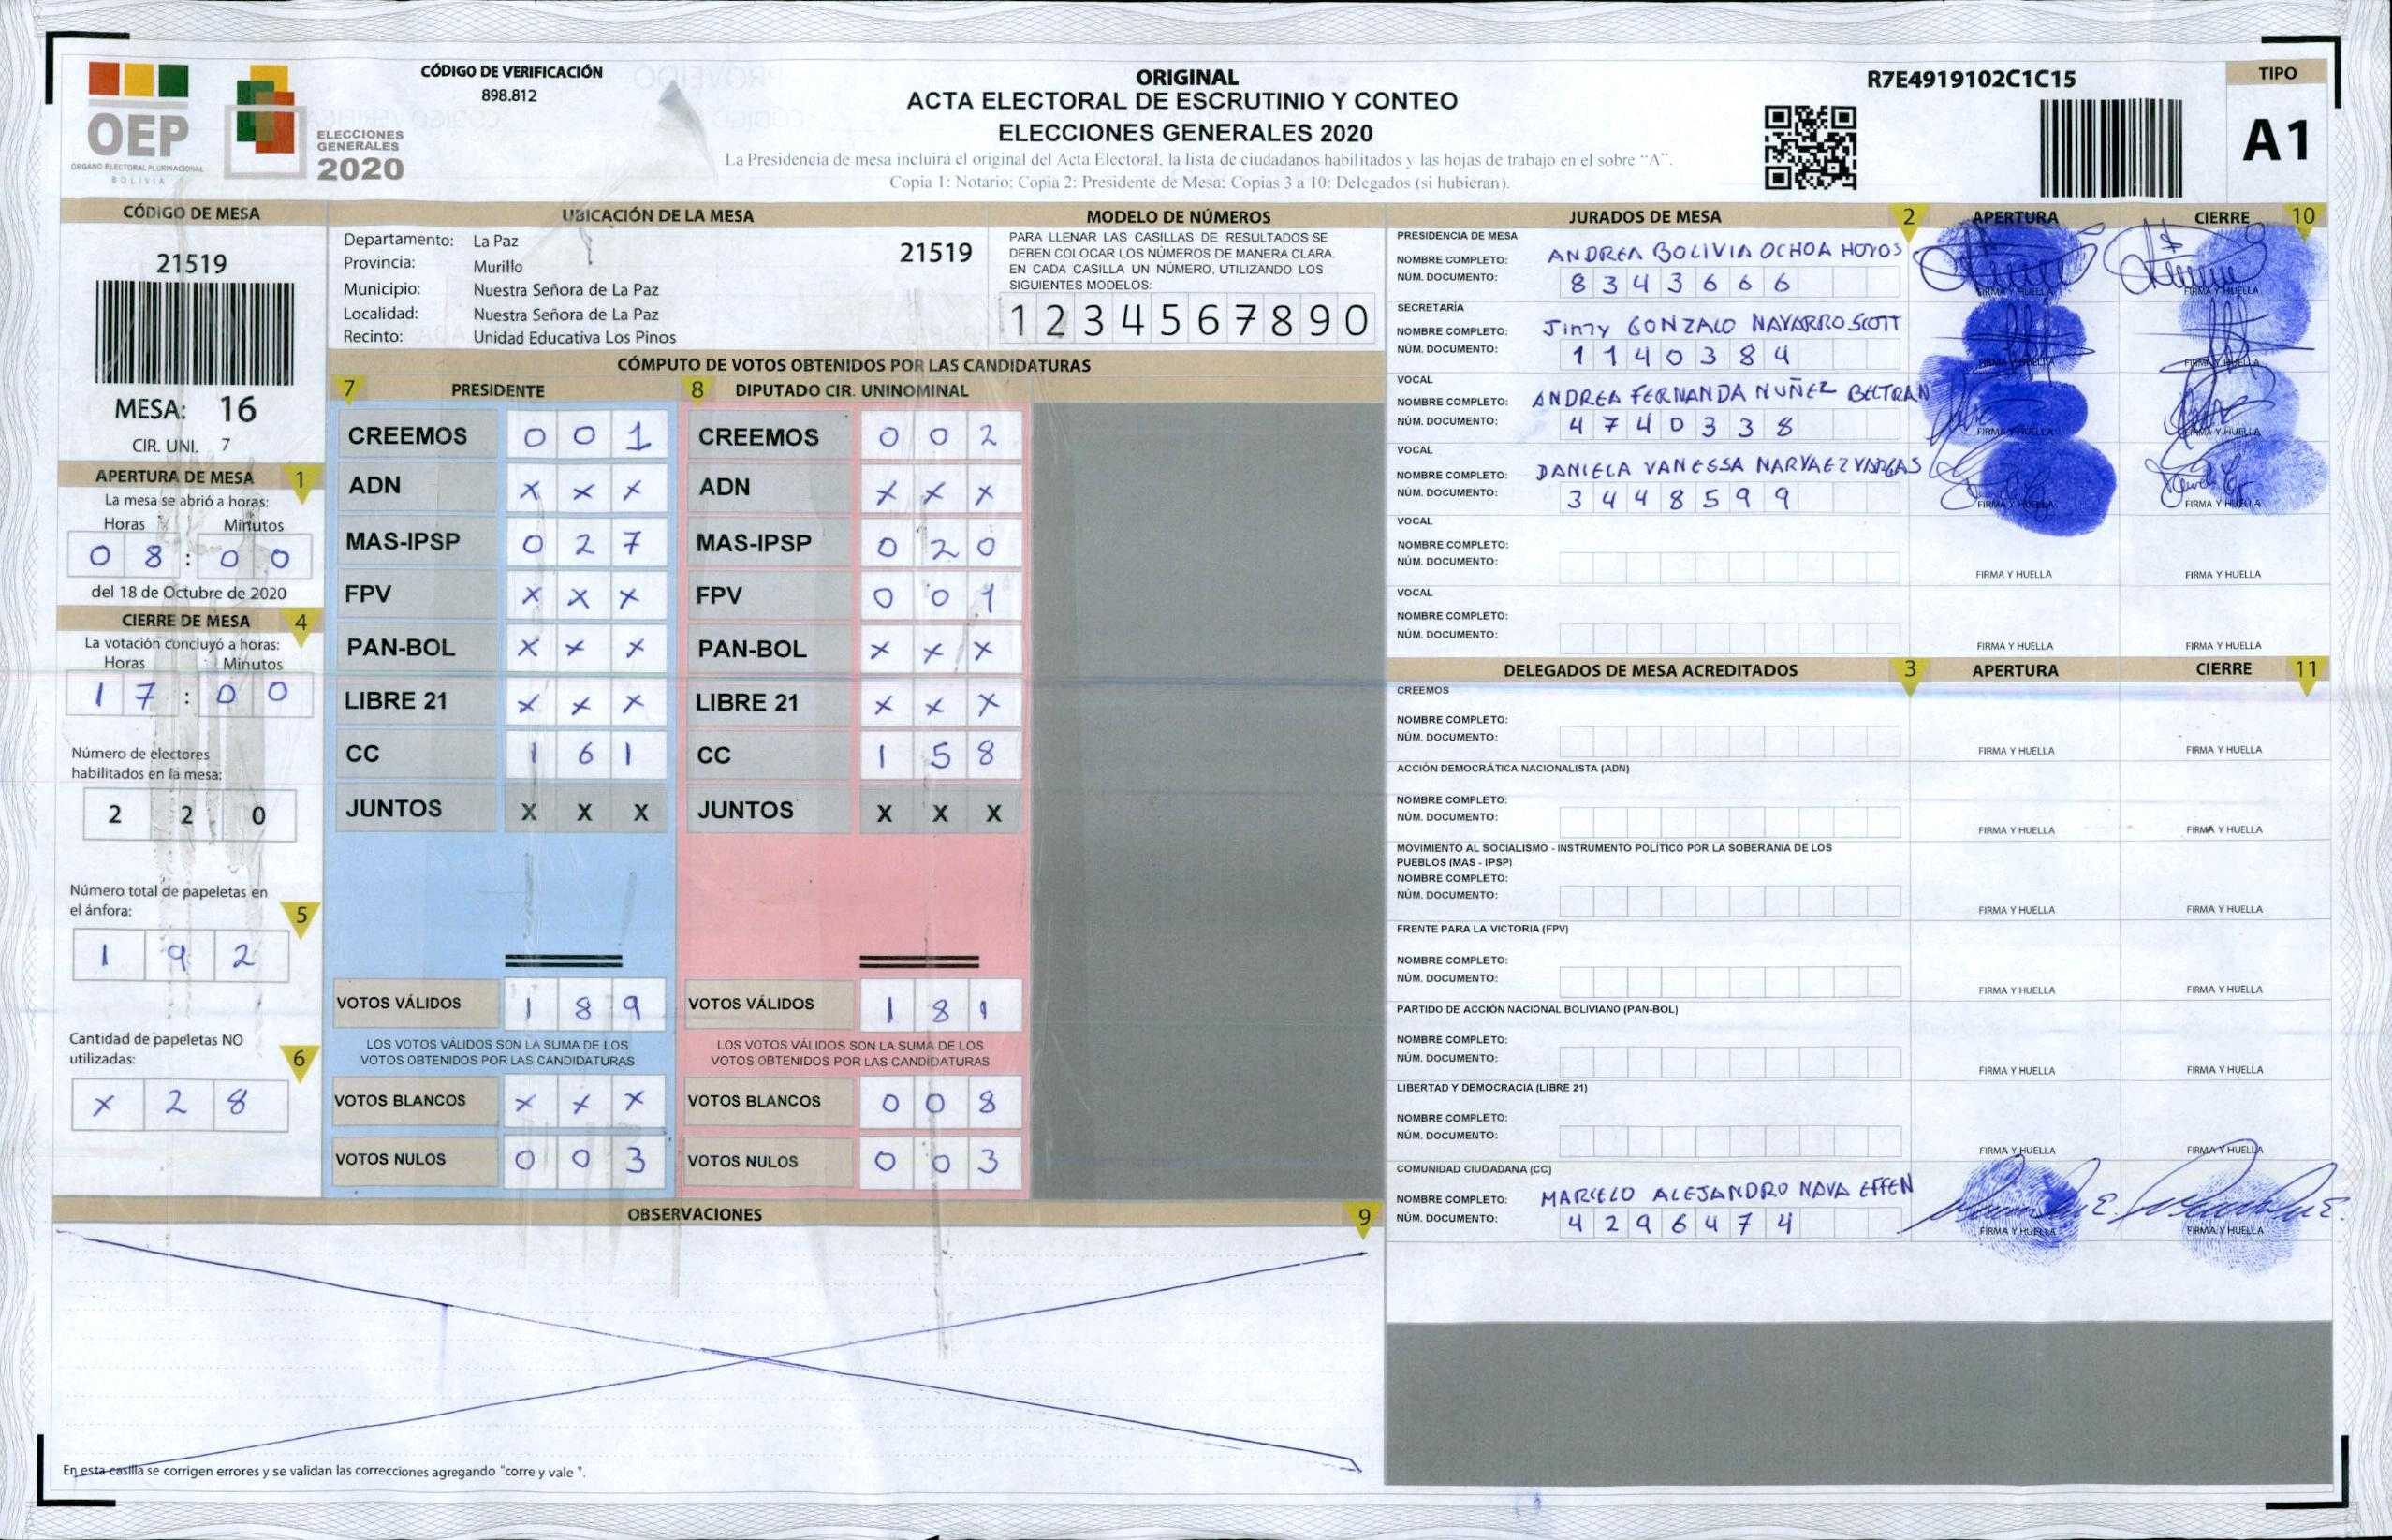 OEP
ÓRGANO ELECTORAL PLURINACIONAL
BOLIVIA
ELECCIONES
GENERALES
2020
CÓDIGO DE VERIFICACIÓN
898.812
ORIGINAL
ACTA ELECTORAL DE ESCRUTINIO Y CONTEO
ELECCIONES GENERALES 2020
La Presidencia de mesa incluirá el original del Acta Electoral, la lista de ciudadanos habilitados y las hojas de trabajo en el sobre “A”.
Copia 1: Notario; Copia 2: Presidente de Mesa; Copias 3 a 10: Delegados (si hubieran).
R7E4919102C1C15
TIPO
A1
CÓDIGO DE MESA
21519
MESA: 16
CIR. UNI. 7
APERTURA DE MESA 1
La mesa se abrió a horas:
Horas Minutos
0 8 : 0 0
del 18 de Octubre de 2020
CIERRE DE MESA 4
La votación concluyó a horas:
Horas Minutos
1 7 : 0 0
Número de electores
habilitados en la mesa:
2 2 0
Número total de papeletas en
el ánfora: 5
1 9 2
Cantidad de papeletas NO
utilizadas: 6
x 2 8
UBICACIÓN DE LA MESA
Departamento: La Paz
21519
Provincia: Murillo
Municipio: Nuestra Señora de La Paz
Localidad: Nuestra Señora de La Paz
Recinto: Unidad Educativa Los Pinos
MODELO DE NÚMEROS
PARA LLENAR LAS CASILLAS DE RESULTADOS SE
DEBEN COLOCAR LOS NÚMEROS DE MANERA CLARA.
EN CADA CASILLA UN NÚMERO, UTILIZANDO LOS
SIGUIENTES MODELOS:
1 2 3 4 5 6 7 8 9 0
CÓMPUTO DE VOTOS OBTENIDOS POR LAS CANDIDATURAS
7 PRESIDENTE
CREEMOS 0 0 1
ADN x x x
MAS-IPSP 0 2 7
FPV x x x
PAN-BOL x x x
LIBRE 21 x x x
CC 1 6 1
JUNTOS X X X
VOTOS VÁLIDOS 1 8 9
LOS VOTOS VÁLIDOS SON LA SUMA DE LOS
VOTOS OBTENIDOS POR LAS CANDIDATURAS
VOTOS BLANCOS x x x
VOTOS NULOS 0 0 3
8 DIPUTADO CIR. UNINOMINAL
CREEMOS 0 0 2
ADN x x x
MAS-IPSP 0 2 0
FPV 0 0 1
PAN-BOL x x x
LIBRE 21 x x x
CC 1 5 8
JUNTOS X X X
VOTOS VÁLIDOS 1 8 1
LOS VOTOS VÁLIDOS SON LA SUMA DE LOS
VOTOS OBTENIDOS POR LAS CANDIDATURAS
VOTOS BLANCOS 0 0 8
VOTOS NULOS 0 0 3
OBSERVACIONES 9
En esta casilla se corrigen errores y se validan las correcciones agregando "corre y vale ".
JURADOS DE MESA 2 APERTURA CIERRE 10
PRESIDENCIA DE MESA
NOMBRE COMPLETO: ANDREA BOLIVIA OCHOA HOYOS
NÚM. DOCUMENTO: 8 3 4 3 6 6 6
FIRMA Y HUELLA FIRMA Y HUELLA
SECRETARÍA
NOMBRE COMPLETO: Jimy GONZALO NAVARRO SCOTT
NÚM. DOCUMENTO: 1 1 4 0 3 8 4
FIRMA Y HUELLA FIRMA Y HUELLA
VOCAL
NOMBRE COMPLETO: ANDREA FERNANDA NUÑEZ BELTRAN
NÚM. DOCUMENTO: 4 7 4 0 3 3 8
FIRMA Y HUELLA FIRMA Y HUELLA
VOCAL
NOMBRE COMPLETO: DANIELA VANESSA NARVAEZ VARGAS
NÚM. DOCUMENTO: 3 4 4 8 5 9 9
FIRMA Y HUELLA FIRMA Y HUELLA
VOCAL
NOMBRE COMPLETO:
NÚM. DOCUMENTO:
FIRMA Y HUELLA FIRMA Y HUELLA
VOCAL
NOMBRE COMPLETO:
NÚM. DOCUMENTO:
FIRMA Y HUELLA FIRMA Y HUELLA
DELEGADOS DE MESA ACREDITADOS 3 APERTURA CIERRE 11
CREEMOS
NOMBRE COMPLETO:
NÚM. DOCUMENTO:
FIRMA Y HUELLA FIRMA Y HUELLA
ACCIÓN DEMOCRÁTICA NACIONALISTA (ADN)
NOMBRE COMPLETO:
NÚM. DOCUMENTO:
FIRMA Y HUELLA FIRMA Y HUELLA
MOVIMIENTO AL SOCIALISMO - INSTRUMENTO POLÍTICO POR LA SOBERANIA DE LOS
PUEBLOS (MAS - IPSP)
NOMBRE COMPLETO:
NÚM. DOCUMENTO:
FIRMA Y HUELLA FIRMA Y HUELLA
FRENTE PARA LA VICTORIA (FPV)
NOMBRE COMPLETO:
NÚM. DOCUMENTO:
FIRMA Y HUELLA FIRMA Y HUELLA
PARTIDO DE ACCIÓN NACIONAL BOLIVIANO (PAN-BOL)
NOMBRE COMPLETO:
NÚM. DOCUMENTO:
FIRMA Y HUELLA FIRMA Y HUELLA
LIBERTAD Y DEMOCRACIA (LIBRE 21)
NOMBRE COMPLETO:
NÚM. DOCUMENTO:
FIRMA Y HUELLA FIRMA Y HUELLA
COMUNIDAD CIUDADANA (CC)
NOMBRE COMPLETO: MARCELO ALEJANDRO NAVA EFFEN
NÚM. DOCUMENTO: 4 2 9 6 4 7 4
FIRMA Y HUELLA FIRMA Y HUELLA